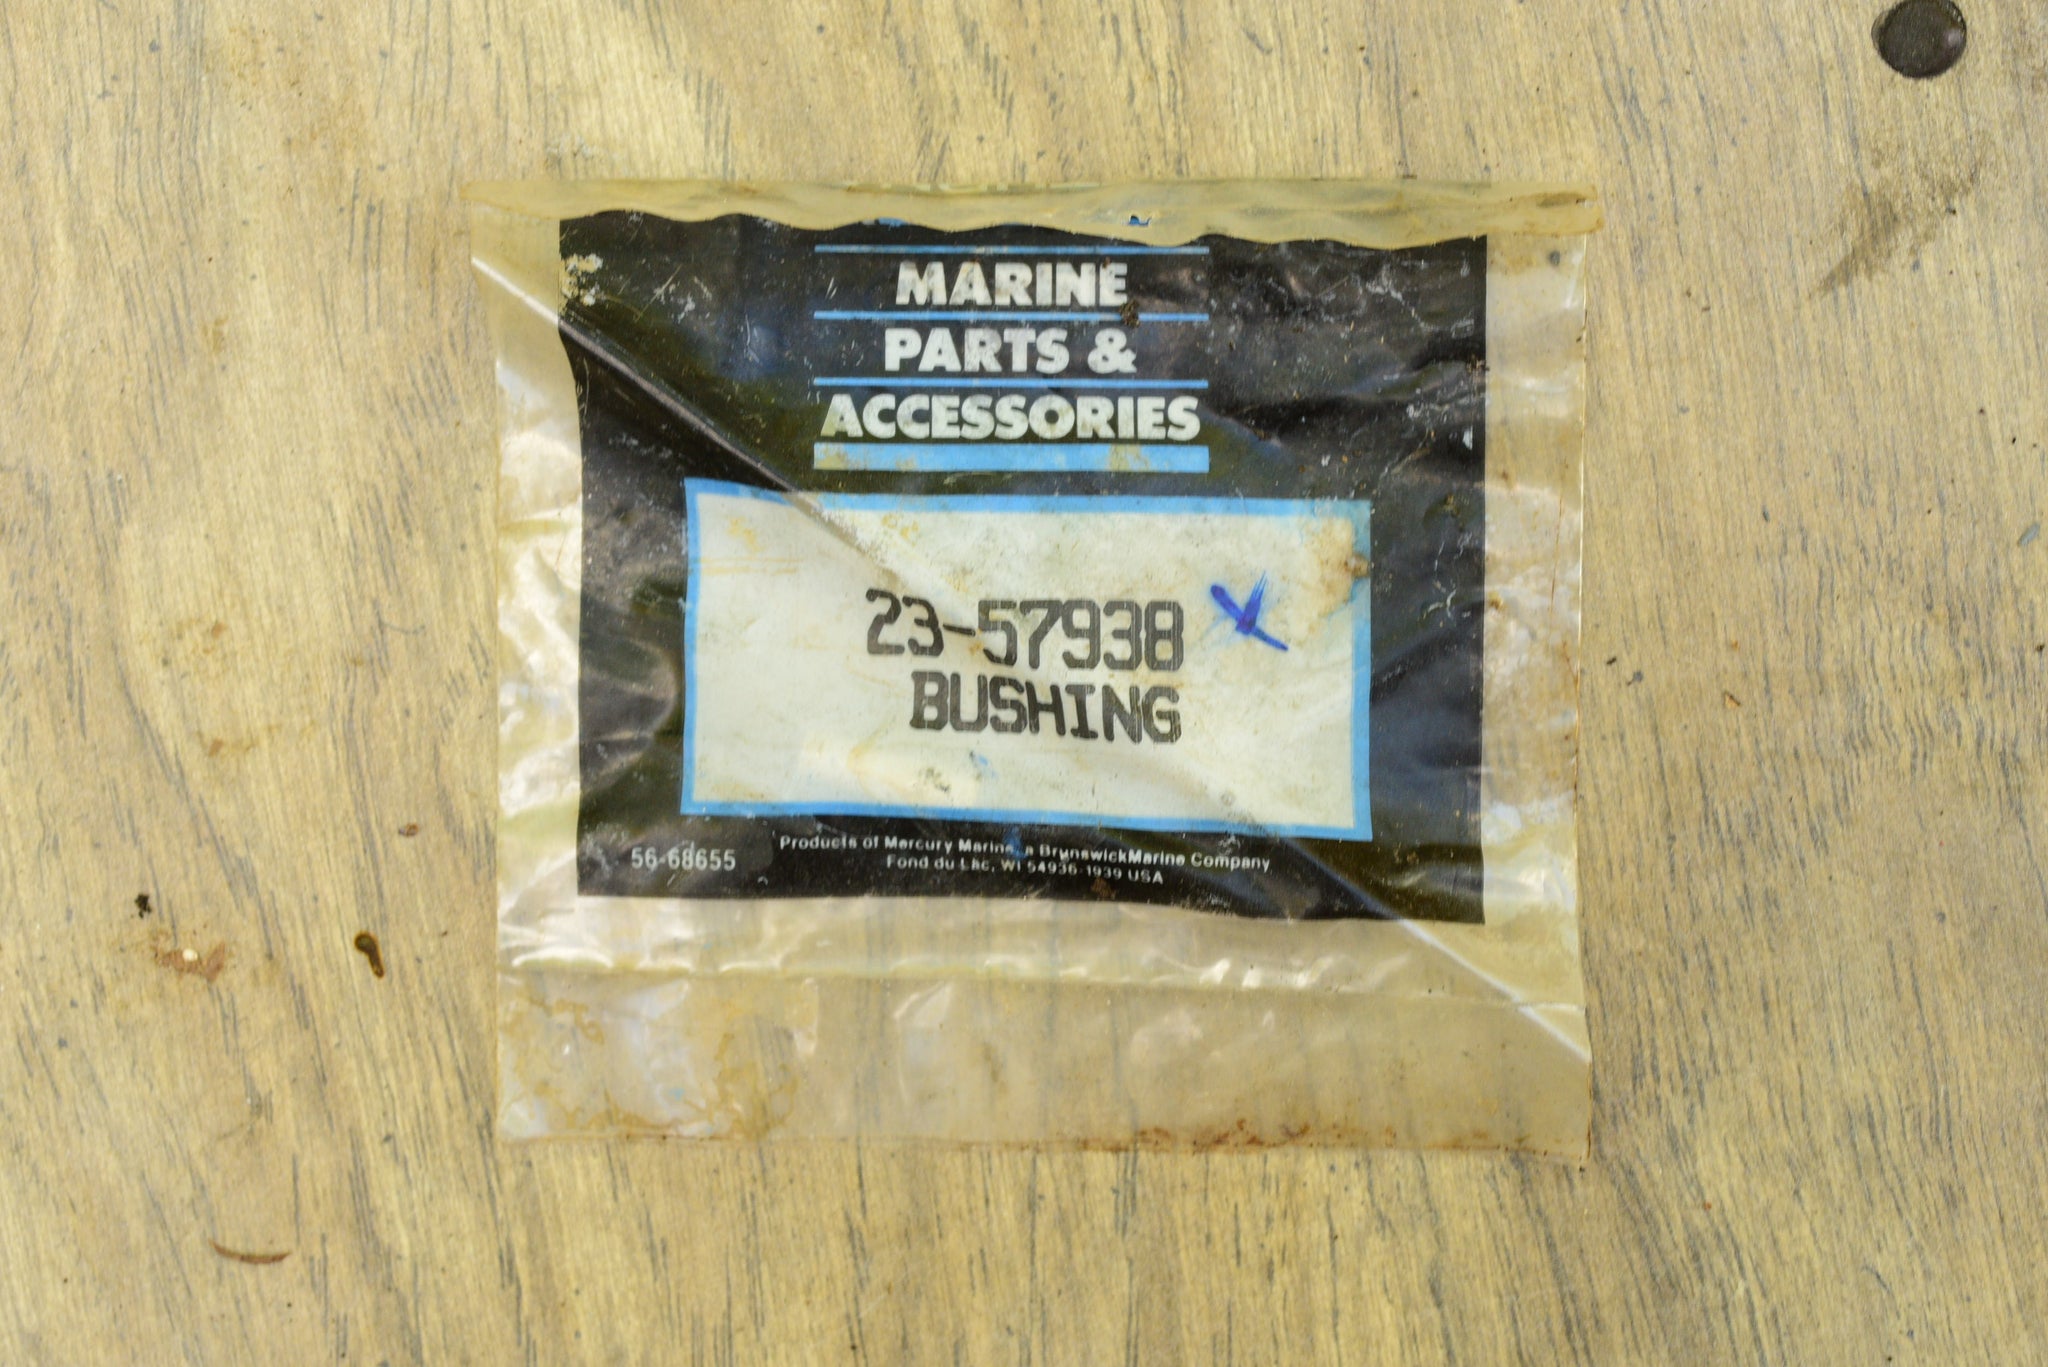 MARINE
PARTS &
ACCESSORIES
23-57938
BUSHING
56-68655
Products of Mercury Marine, a BrunswickMarine Company
Fond du Lac, WI 54936-1939 USA